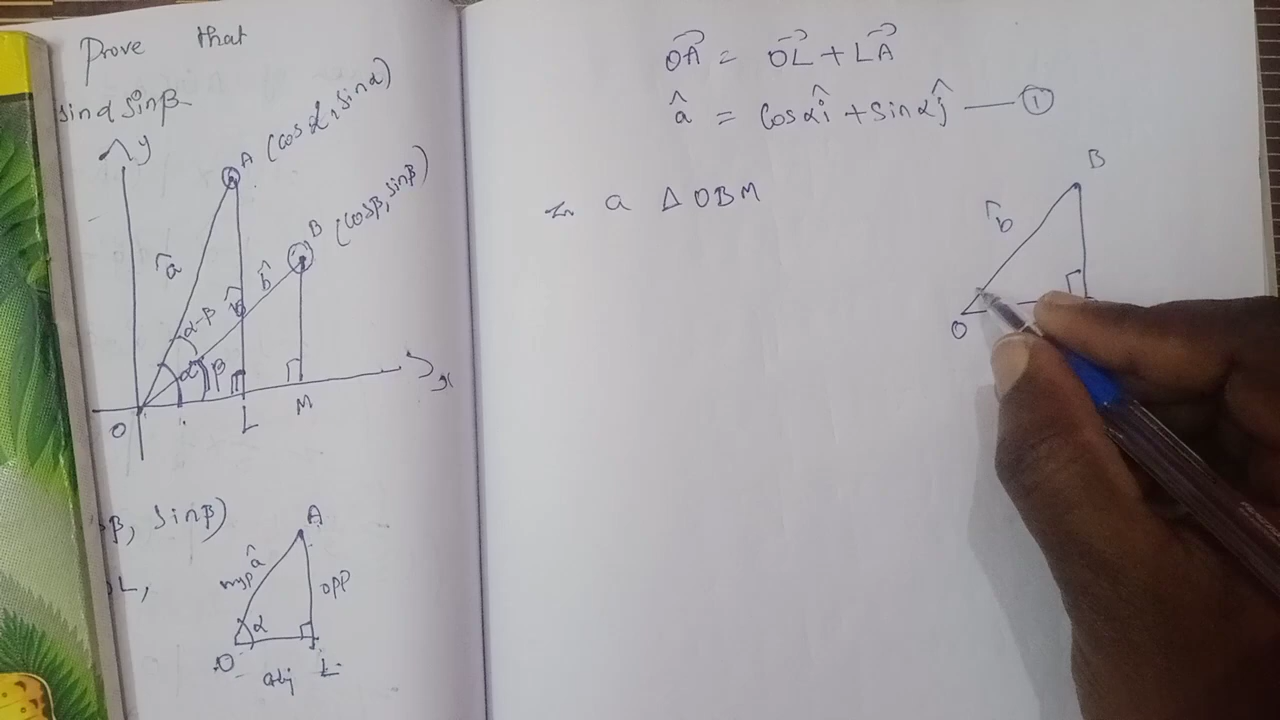 Prove that
sinα sinβ
y
A (cosα, sinα)
B (cosβ, sinβ)
â
b̂
b̂
α-β
α
β
x
O
L
M
β, sinβ)
OL,
A
hyp â
opp
α
O
adj
L
OA⃗ = OL⃗ + LA⃗
â = cosα î + sinα ĵ — ①
In a Δ OBM
B
b̂
O